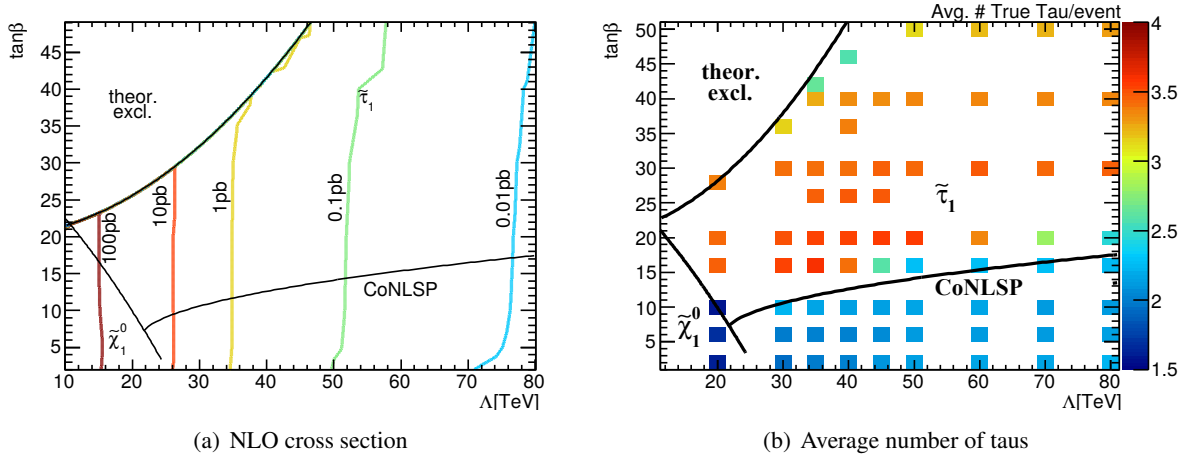 tanβ
45
40
35
30
25
20
15
10
5
10 20 30 40 50 60 70 80
Λ[TeV]
theor.
excl.
100pb
10pb
1pb
0.1pb
0.01pb
τ̃₁
CoNLSP
χ̃₁⁰
(a) NLO cross section
Avg. # True Tau/event
tanβ
50
45
40
35
30
25
20
15
10
5
20 30 40 50 60 70 80
Λ[TeV]
theor.
excl.
τ̃₁
CoNLSP
χ̃₁⁰
4
3.5
3
2.5
2
1.5
(b) Average number of taus